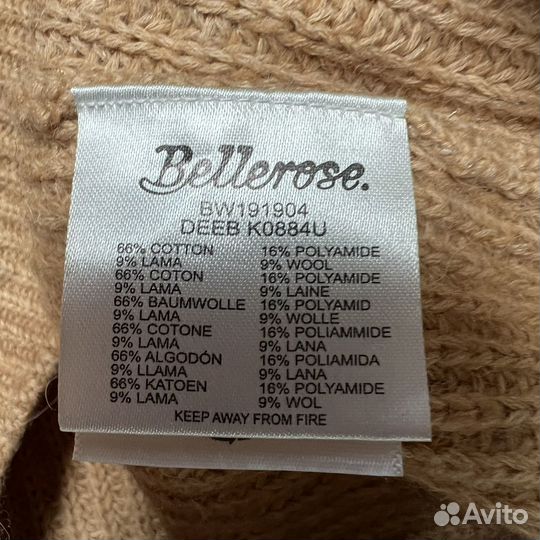 Bellerose.
BW191904
DEEB K0884U
66% COTTON 16% POLYAMIDE
9% LAMA 9% WOOL
66% COTON 16% POLYAMIDE
9% LAMA 9% LAINE
66% BAUMWOLLE 16% POLYAMID
9% LAMA 9% WOLLE
66% COTONE 16% POLIAMMIDE
9% LAMA 9% LANA
66% ALGODÓN 16% POLIAMIDA
9% LLAMA 9% LANA
66% KATOEN 16% POLYAMIDE
9% LAMA 9% WOL
KEEP AWAY FROM FIRE
Avito